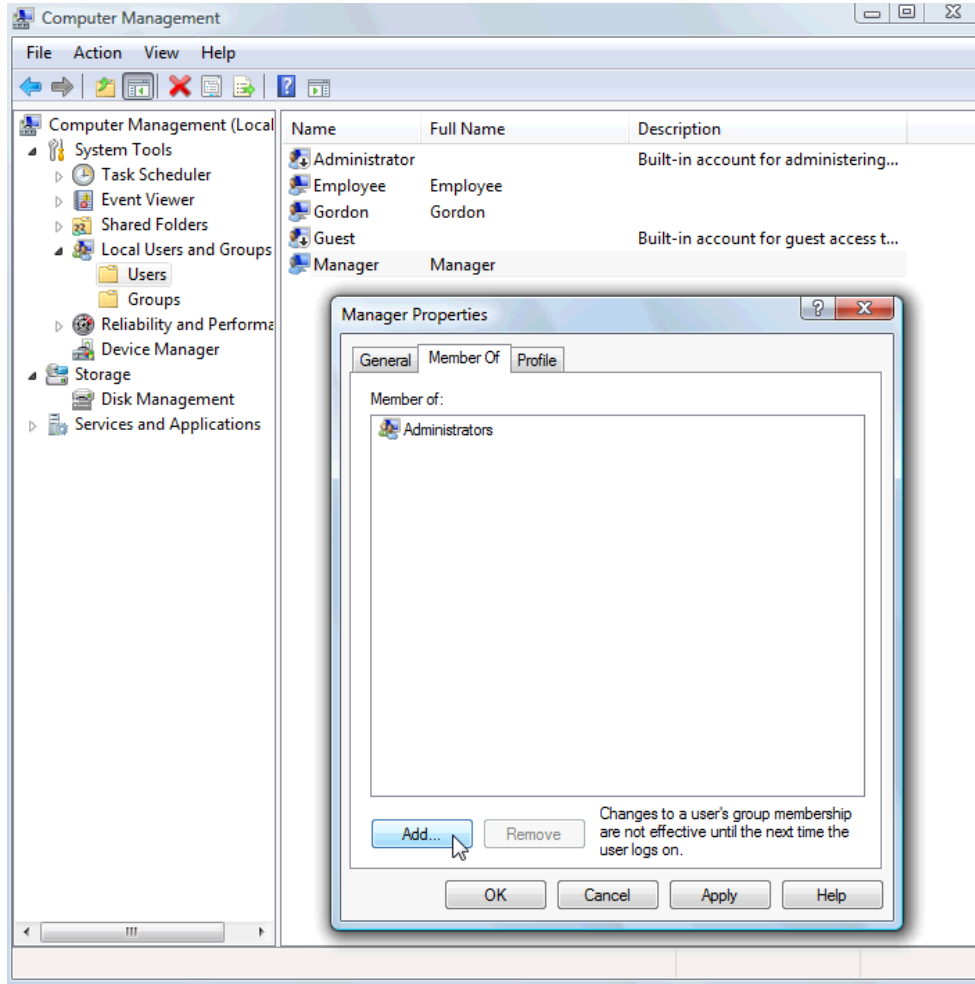 Computer Management
File Action View Help
Computer Management (Local
System Tools
Task Scheduler
Event Viewer
Shared Folders
Local Users and Groups
Users
Groups
Reliability and Performa
Device Manager
Storage
Disk Management
Services and Applications
Name Full Name Description
Administrator Built-in account for administering...
Employee Employee
Gordon Gordon
Guest Built-in account for guest access t...
Manager Manager
Manager Properties
General Member Of Profile
Member of:
Administrators
Add... Remove
Changes to a user's group membership
are not effective until the next time the
user logs on.
OK Cancel Apply Help